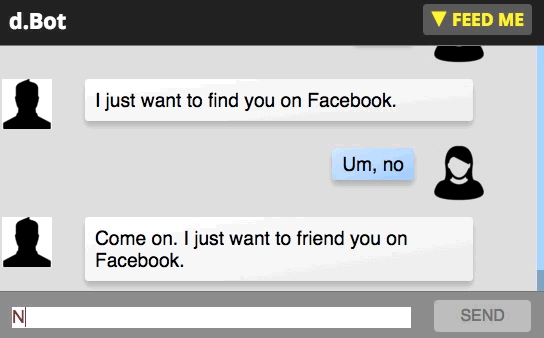 d.Bot
▼ FEED ME
I just want to find you on Facebook.
Um, no
Come on. I just want to friend you on
Facebook.
N
SEND